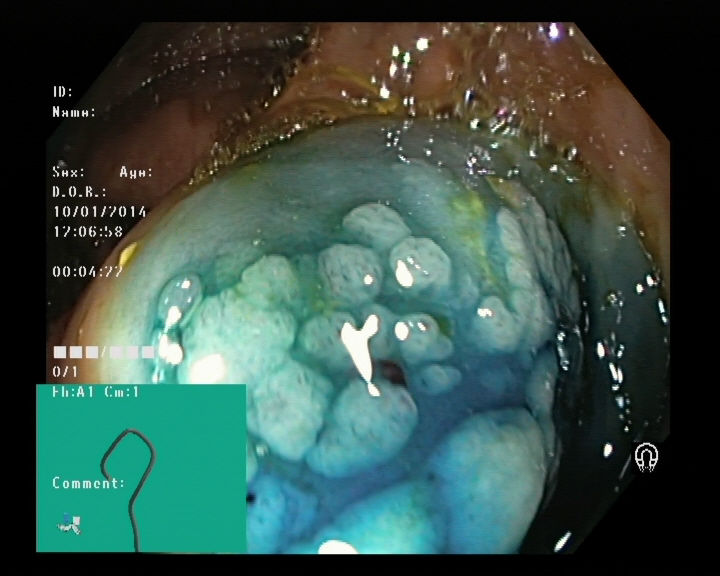 ID:
Name:
Sex: Age:
D.O.B.:
10/01/2014
12:06:58
00:04:22
0/1
Eh:A1 Cm:1
Comment: